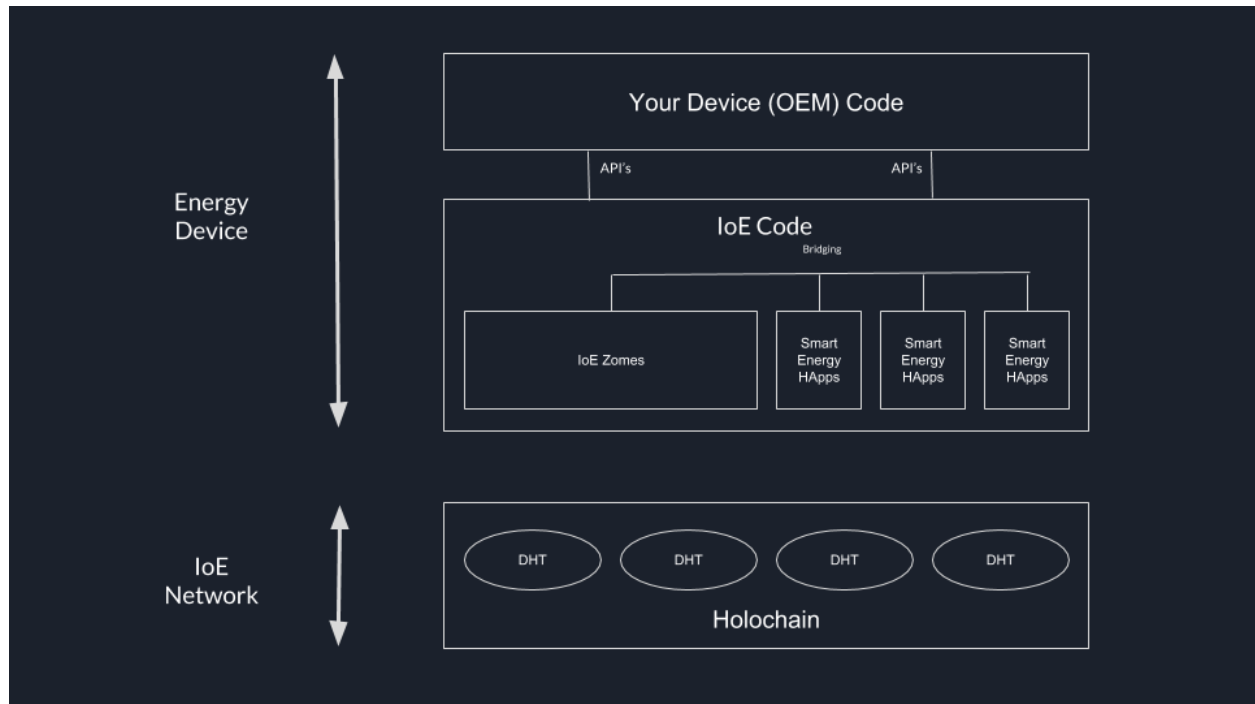 Your Device (OEM) Code
API's
API's
Energy
Device
IoE Code
Bridging
IoE Zomes
Smart
Energy
HApps
Smart
Energy
HApps
Smart
Energy
HApps
IoE
Network
DHT
DHT
DHT
DHT
Holochain